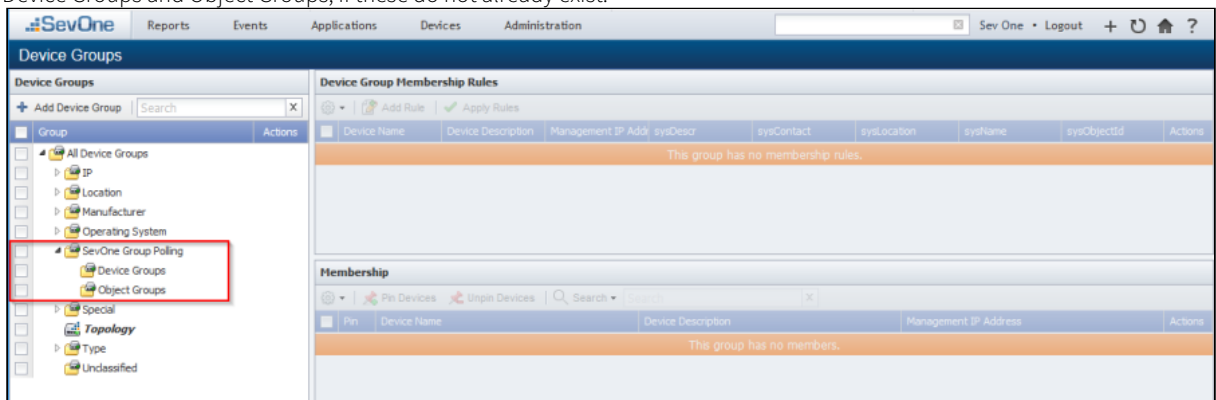 Device Groups and Object Groups, if these do not already exist.
SevOne Reports Events Applications Devices Administration Sev One • Logout + ?
Device Groups
Device Groups
+ Add Device Group Search X
Group Actions
All Device Groups
IP
Location
Manufacturer
Operating System
SevOne Group Polling
Device Groups
Object Groups
Special
Topology
Type
Unclassified
Device Group Membership Rules
Add Rule Apply Rules
Device Name Device Description Management IP Addr sysDescr sysContact sysLocation sysName sysObjectId Actions
This group has no membership rules.
Membership
Pin Devices Unpin Devices Search Search X
Pin Device Name Device Description Management IP Address Actions
This group has no members.